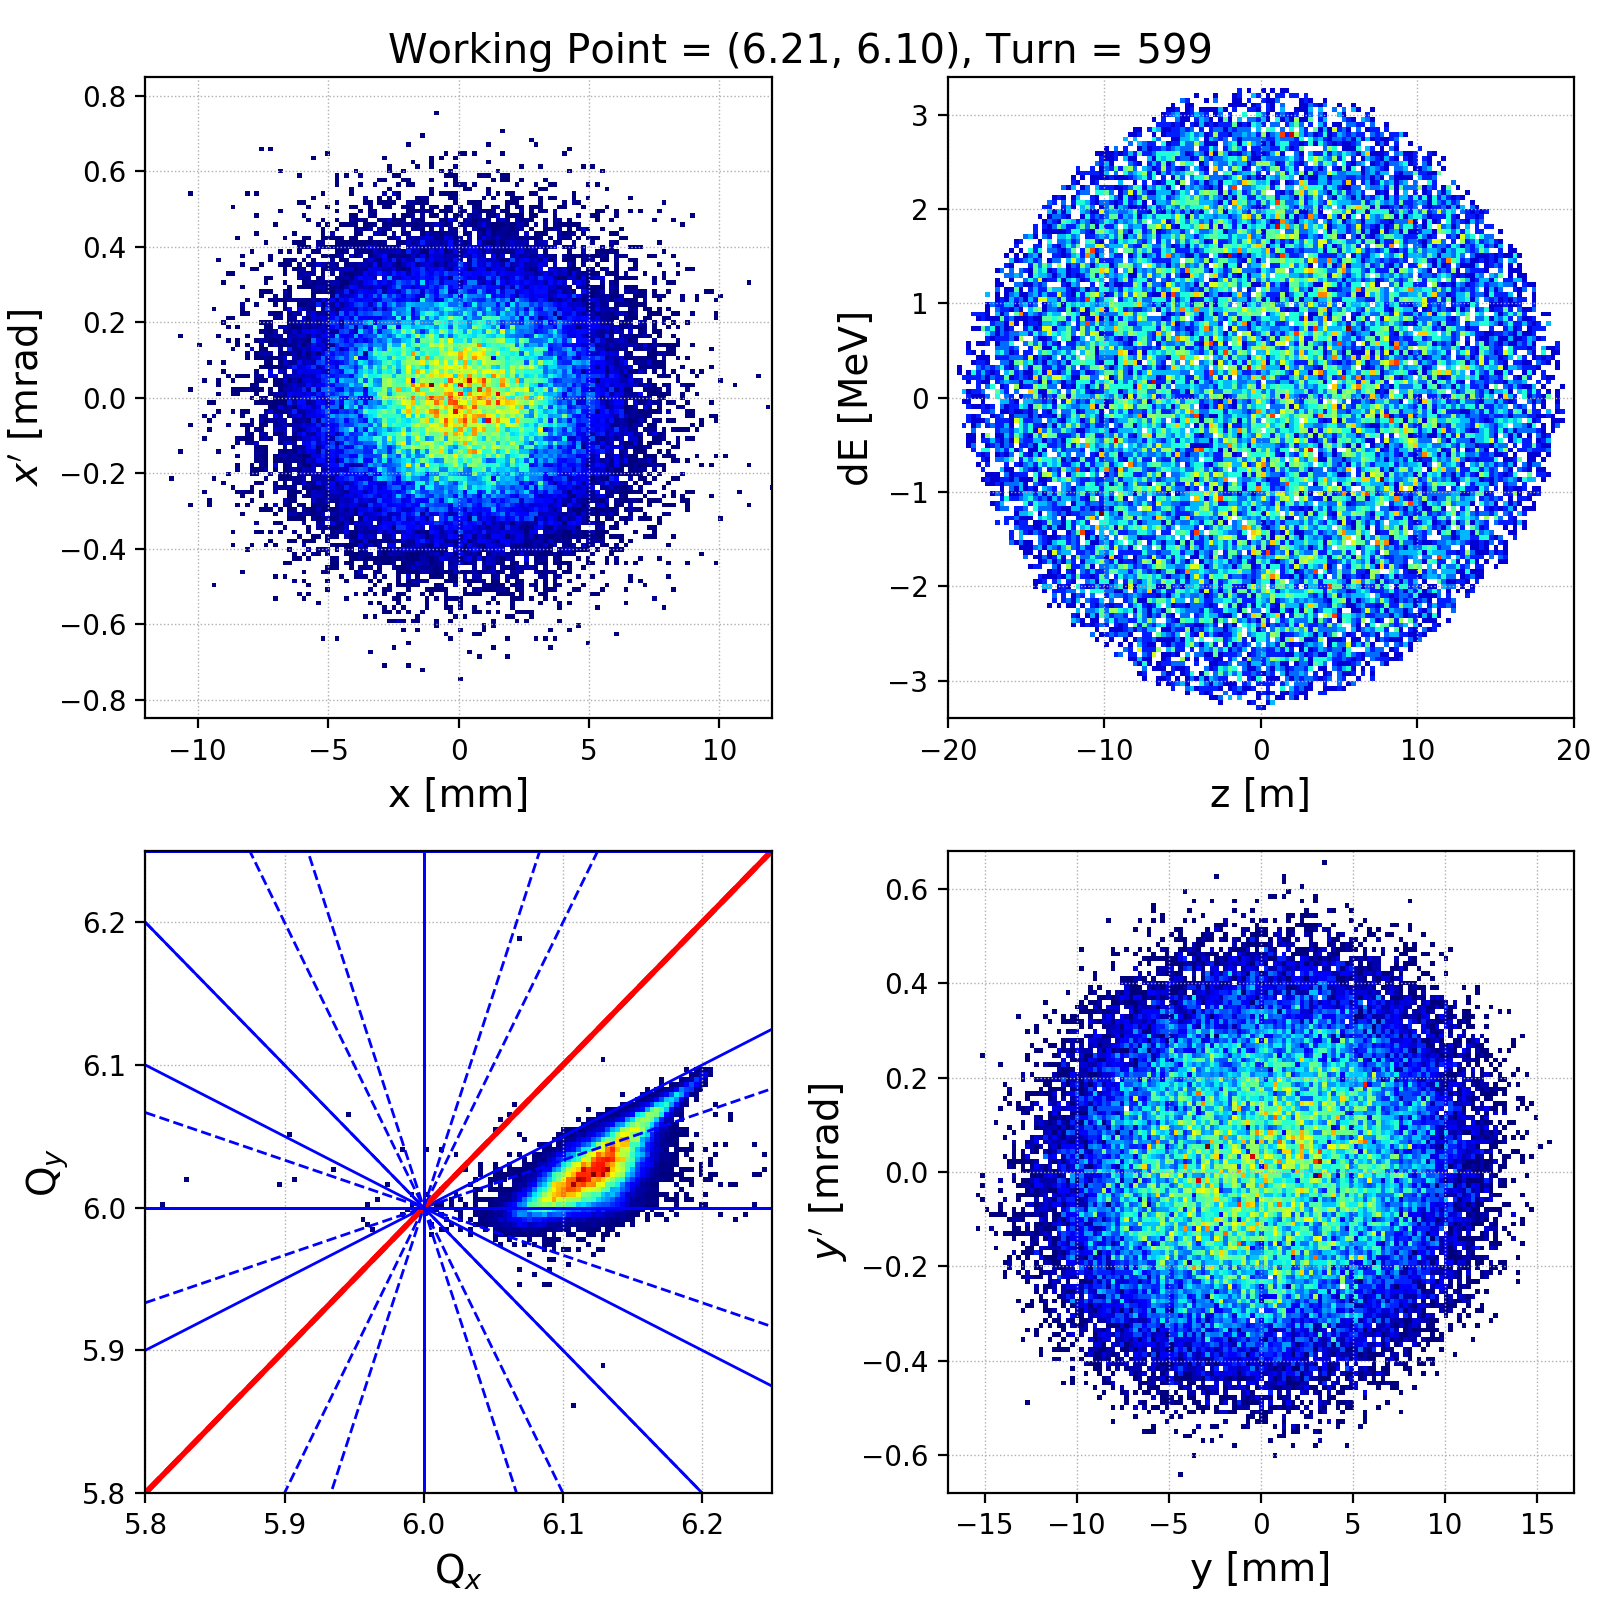 Working Point = (6.21, 6.10), Turn = 599
0.8
0.6
0.4
0.2
0.0
−0.2
−0.4
−0.6
−0.8
x′ [mrad]
−10 −5 0 5 10
x [mm]
3
2
1
0
−1
−2
−3
dE [MeV]
−20 −10 0 10 20
z [m]
6.2
6.1
6.0
5.9
5.8
Qy
5.8 5.9 6.0 6.1 6.2
Qx
0.6
0.4
0.2
0.0
−0.2
−0.4
−0.6
y′ [mrad]
−15 −10 −5 0 5 10 15
y [mm]